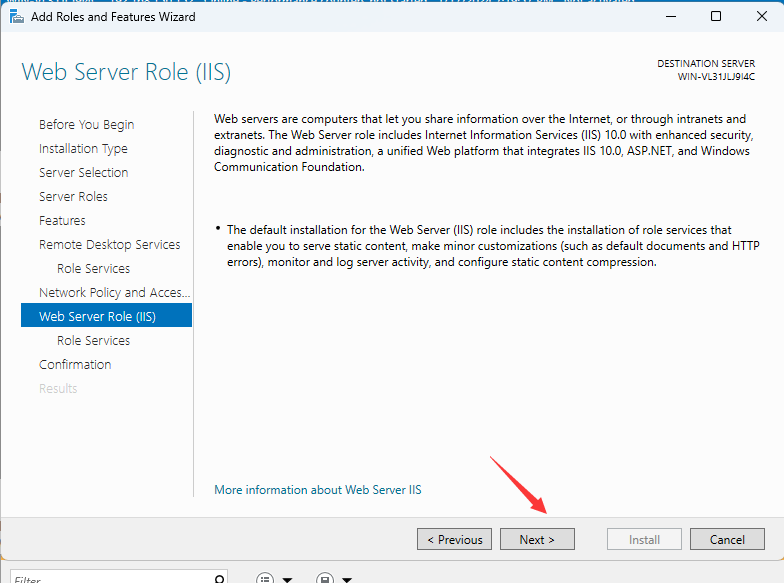 Add Roles and Features Wizard
Web Server Role (IIS)
DESTINATION SERVER
WIN-VL31JLJ9I4C
Before You Begin
Installation Type
Server Selection
Server Roles
Features
Remote Desktop Services
Role Services
Network Policy and Acces...
Web Server Role (IIS)
Role Services
Confirmation
Results
Web servers are computers that let you share information over the Internet, or through intranets and
extranets. The Web Server role includes Internet Information Services (IIS) 10.0 with enhanced security,
diagnostic and administration, a unified Web platform that integrates IIS 10.0, ASP.NET, and Windows
Communication Foundation.
• The default installation for the Web Server (IIS) role includes the installation of role services that
enable you to serve static content, make minor customizations (such as default documents and HTTP
errors), monitor and log server activity, and configure static content compression.
More information about Web Server IIS
< Previous
Next >
Install
Cancel
Filter